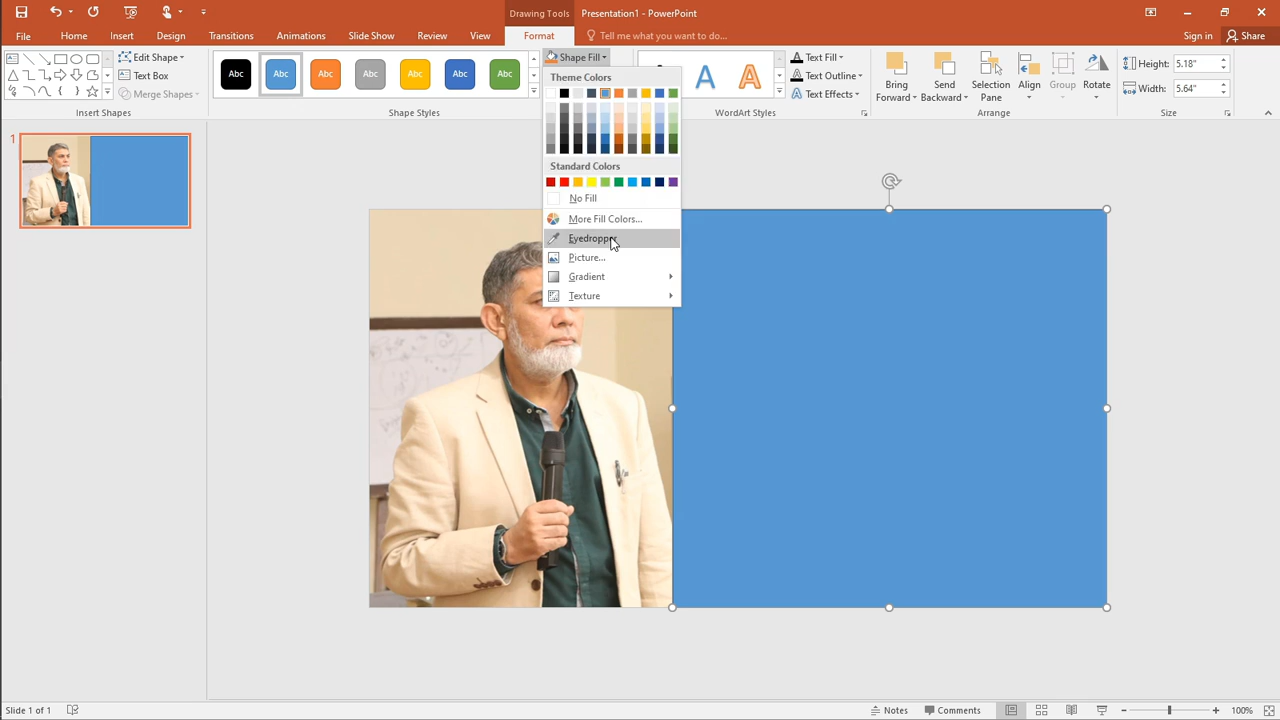 Drawing Tools
Presentation1 - PowerPoint
File Home Insert Design Transitions Animations Slide Show Review View Format Tell me what you want to do... Sign in Share
Edit Shape
Text Box
Merge Shapes
Insert Shapes
Abc Abc Abc Abc Abc Abc Abc
Shape Styles
Shape Fill
Theme Colors
Standard Colors
No Fill
More Fill Colors...
Eyedropper
Picture...
Gradient
Texture
A A
WordArt Styles
Text Fill
Text Outline
Text Effects
Bring Forward
Send Backward
Selection Pane
Align
Group
Rotate
Arrange
Height: 5.18"
Width: 5.64"
Size
1
Slide 1 of 1
Notes Comments 100%